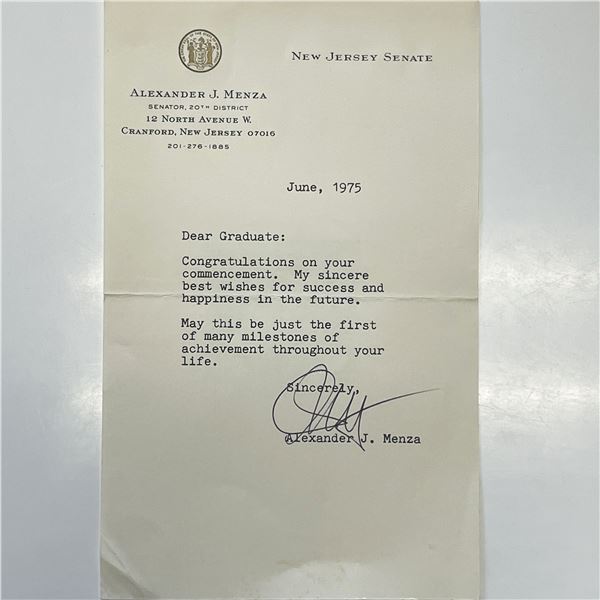 New Jersey Senate
Alexander J. Menza
Senator, 20th District
12 North Avenue W.
Cranford, New Jersey 07016
201-276-1885
June, 1975
Dear Graduate:
Congratulations on your
commencement. My sincere
best wishes for success and
happiness in the future.
May this be just the first
of many milestones of
achievement throughout your
life.
Sincerely,
Alexander J. Menza